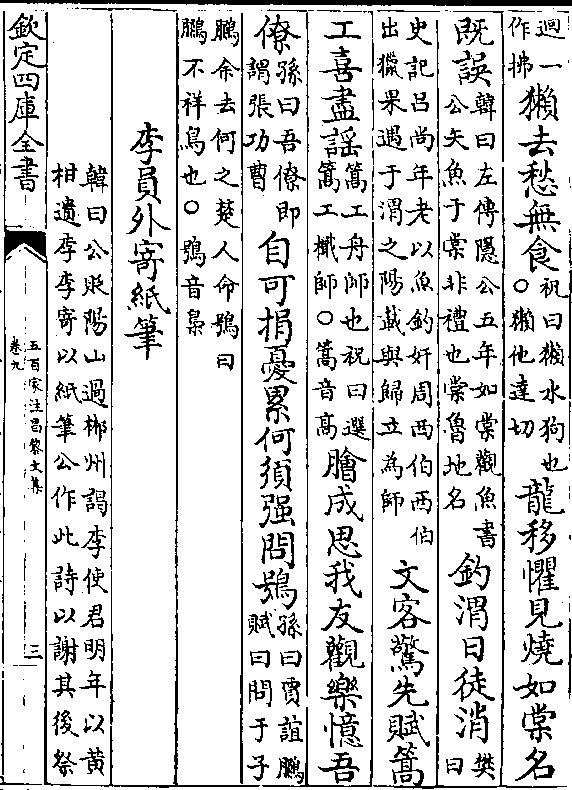 迴一作拂獺去愁無食祝曰獺水狗也○獺他達切龍移懼見燒如棠名
既誤韓曰左傳隱公五年如棠觀魚書公矢魚于棠非禮也棠魯地名釣渭日徒消樊曰
史記呂尚年老以魚釣奸周西伯西伯出獵果遇于渭之陽載與歸立為師文客驚先賦篙
工喜盡謡篙工舟師也祝曰選篙工檝師○篙音高膾成思我友觀樂憶吾
僚孫曰吾僚即謂張功曹自可捐憂累何須强問鴞孫曰賈誼鵩賦曰問于子
鵩余去何之楚人命鴞曰鵩不祥鳥也○鴞音梟
李員外寄紙筆
韓曰公貶陽山過郴州謁李使君明年以黄柑遺李李寄以紙筆公作此詩以謝其後祭
欽定四庫全書
五百家注昌黎文集
卷九
三